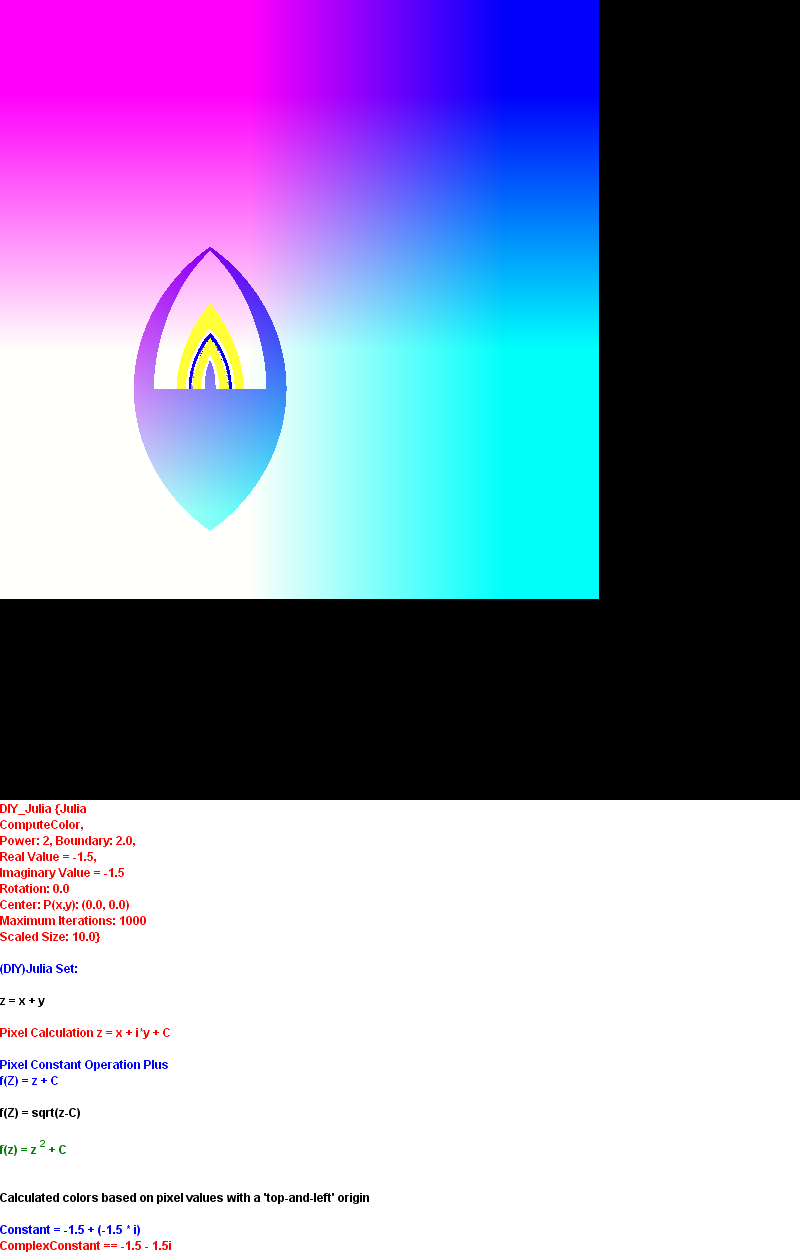 DIY_Julia {Julia
ComputeColor,
Power: 2, Boundary: 2.0,
Real Value = -1.5,
Imaginary Value = -1.5
Rotation: 0.0
Center: P(x,y): (0.0, 0.0)
Maximum Iterations: 1000
Scaled Size: 10.0}
(DIY)Julia Set:
z = x + y
Pixel Calculation z = x + i*y + C
Pixel Constant Operation Plus
f(Z) = z + C
f(Z) = sqrt(z-C)
f(z) = z ² + C
Calculated colors based on pixel values with a 'top-and-left' origin
Constant = -1.5 + (-1.5 * i)
ComplexConstant == -1.5 - 1.5i